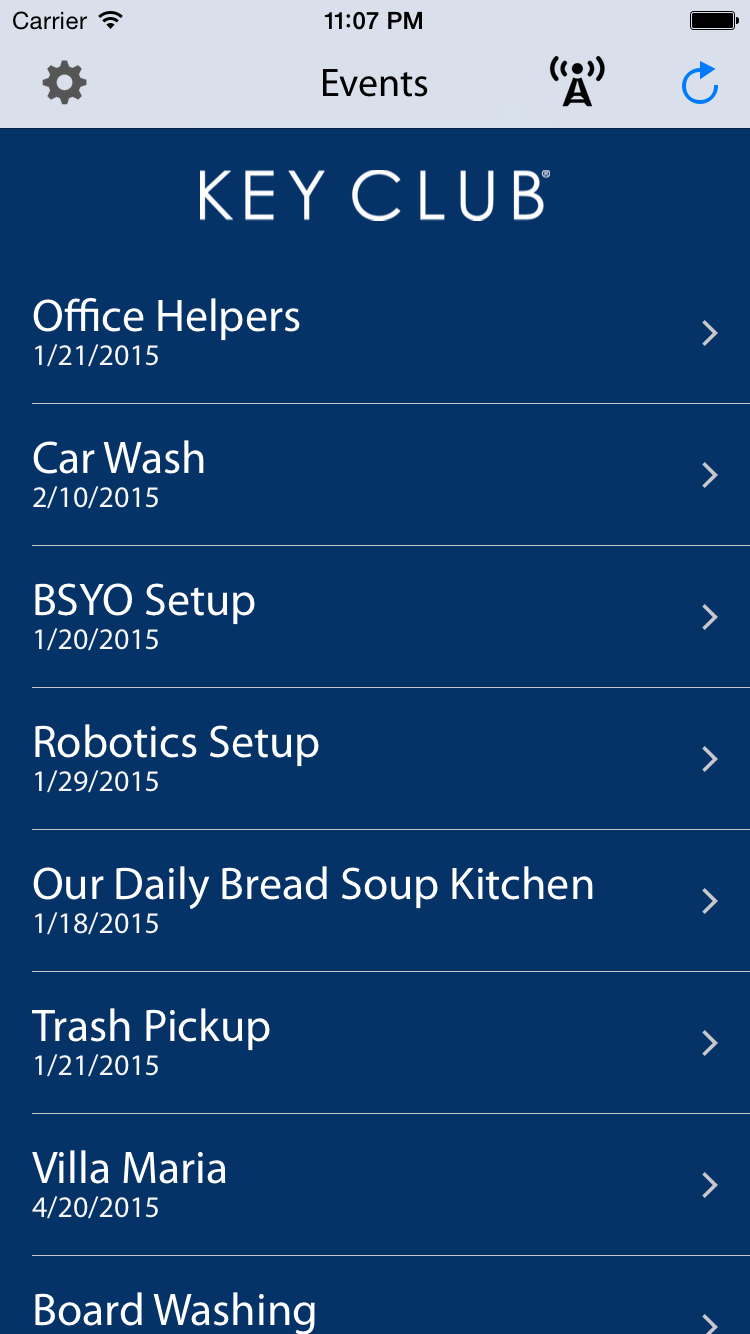 Carrier 11:07 PM
Events
KEY CLUB®
Office Helpers
1/21/2015
Car Wash
2/10/2015
BSYO Setup
1/20/2015
Robotics Setup
1/29/2015
Our Daily Bread Soup Kitchen
1/18/2015
Trash Pickup
1/21/2015
Villa Maria
4/20/2015
Board Washing